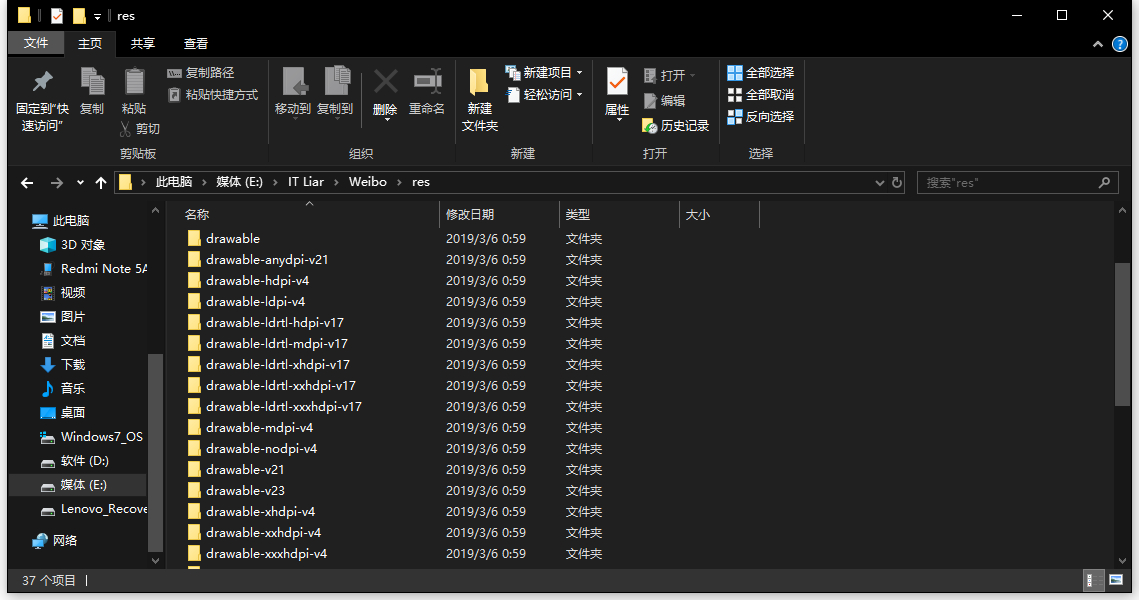 res
文件 主页 共享 查看
固定到"快速访问"
复制
粘贴
复制路径
粘贴快捷方式
剪切
剪贴板
移动到
复制到
删除
重命名
组织
新建文件夹
新建项目
轻松访问
新建
属性
打开
编辑
历史记录
打开
全部选择
全部取消
反向选择
选择
此电脑 媒体 (E:) IT Liar Weibo res
搜索"res"
此电脑
3D 对象
Redmi Note 5A
视频
图片
文档
下载
音乐
桌面
Windows7_OS
软件 (D:)
媒体 (E:)
Lenovo_Recove
网络
名称 修改日期 类型 大小
drawable 2019/3/6 0:59 文件夹
drawable-anydpi-v21 2019/3/6 0:59 文件夹
drawable-hdpi-v4 2019/3/6 0:59 文件夹
drawable-ldpi-v4 2019/3/6 0:59 文件夹
drawable-ldrtl-hdpi-v17 2019/3/6 0:59 文件夹
drawable-ldrtl-mdpi-v17 2019/3/6 0:59 文件夹
drawable-ldrtl-xhdpi-v17 2019/3/6 0:59 文件夹
drawable-ldrtl-xxhdpi-v17 2019/3/6 0:59 文件夹
drawable-ldrtl-xxxhdpi-v17 2019/3/6 0:59 文件夹
drawable-mdpi-v4 2019/3/6 0:59 文件夹
drawable-nodpi-v4 2019/3/6 0:59 文件夹
drawable-v21 2019/3/6 0:59 文件夹
drawable-v23 2019/3/6 0:59 文件夹
drawable-xhdpi-v4 2019/3/6 0:59 文件夹
drawable-xxhdpi-v4 2019/3/6 0:59 文件夹
drawable-xxxhdpi-v4 2019/3/6 0:59 文件夹
37 个项目